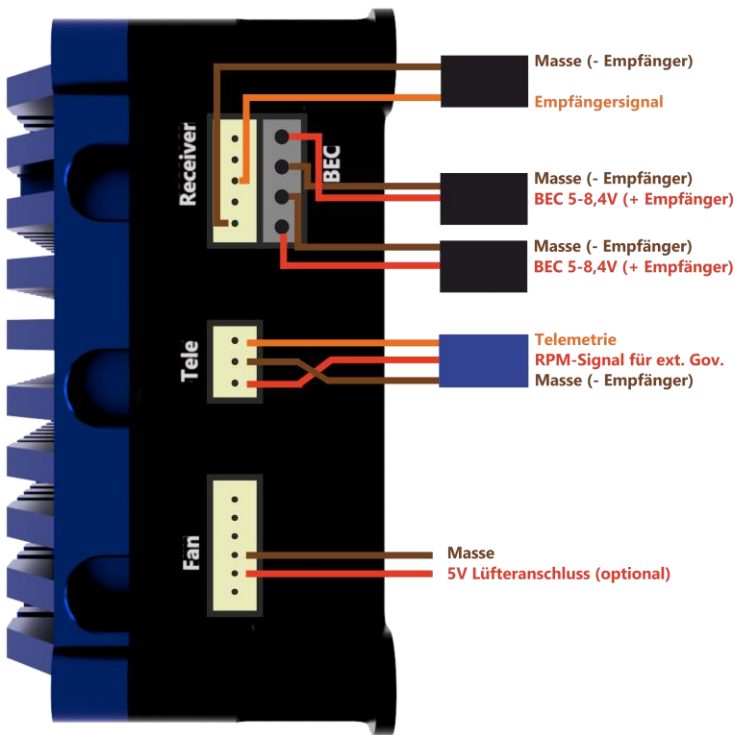 Masse (- Empfänger)
Empfängersignal
Receiver
BEC
Masse (- Empfänger)
BEC 5-8,4V (+ Empfänger)
Masse (- Empfänger)
BEC 5-8,4V (+ Empfänger)
Tele
Telemetrie
RPM-Signal für ext. Gov.
Masse (- Empfänger)
Fan
Masse
5V Lüfteranschluss (optional)